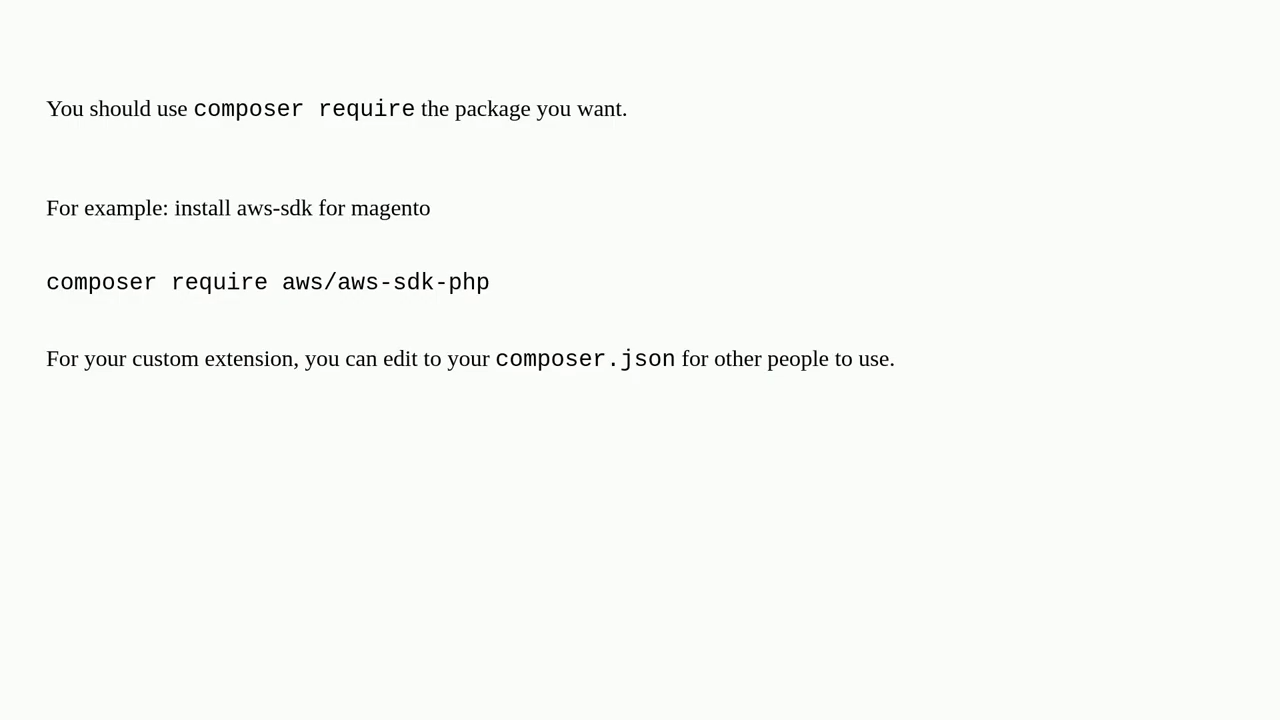 You should use composer require the package you want.
For example: install aws-sdk for magento
composer require aws/aws-sdk-php
For your custom extension, you can edit to your composer.json for other people to use.